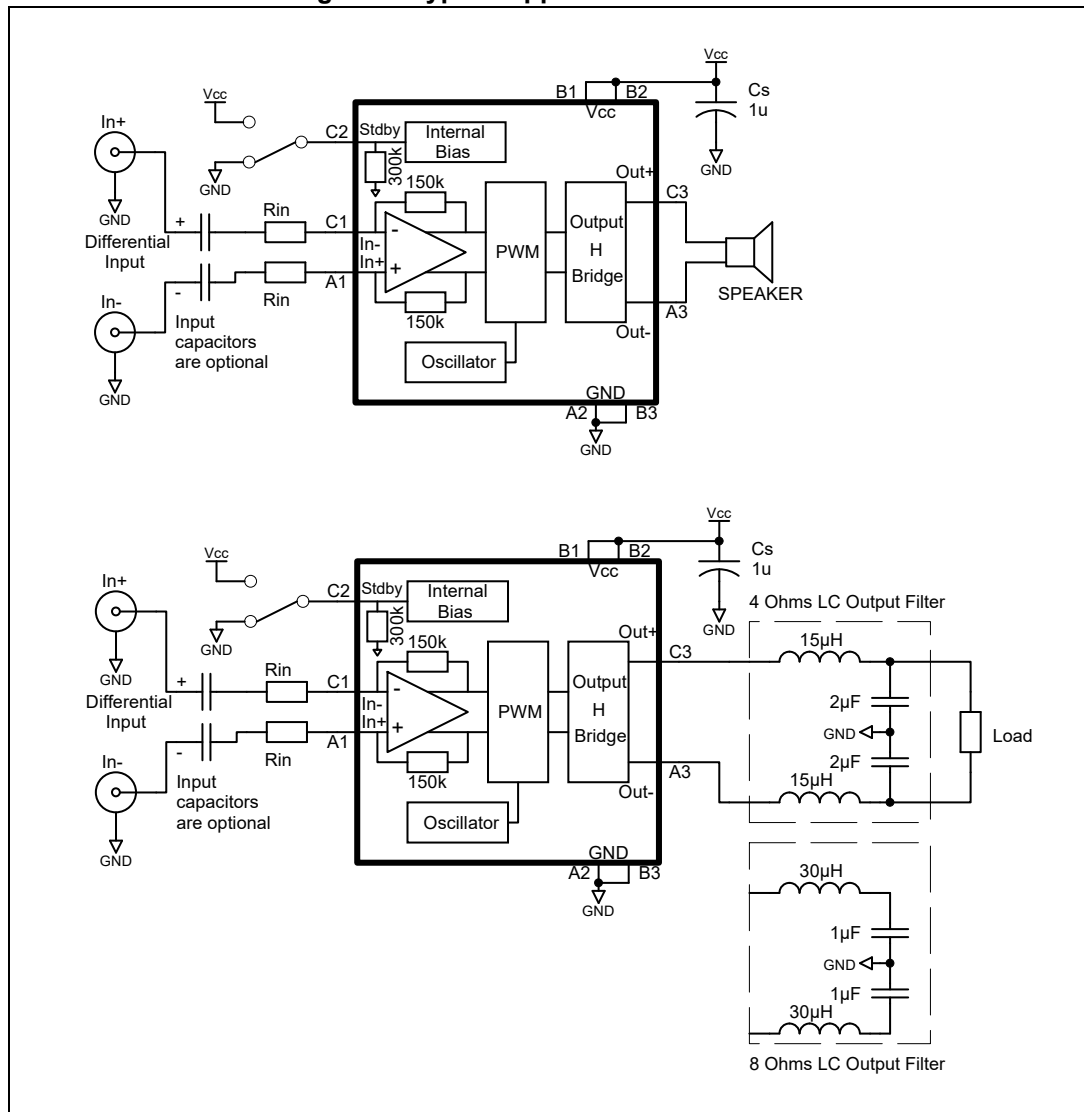 B1
B2
Vcc
Vcc
Cs
1u
GND
In+
GND
Vcc
GND
C2
Stdby
Internal
Bias
300k
150k
Out+
C3
+
Rin
C1
-
In-
In+
+
PWM
Output
H
Bridge
Differential
Input
-
Rin
A1
150k
SPEAKER
A3
Out-
In-
GND
Input
capacitors
are optional
Oscillator
GND
A2
B3
GND
Vcc
B1
B2
Vcc
Cs
1u
GND
In+
GND
Vcc
GND
C2
Stdby
Internal
Bias
300k
150k
Out+
C3
4 Ohms LC Output Filter
15µH
2µF
GND
2µF
15µH
Load
+
Rin
C1
-
In-
In+
+
PWM
Output
H
Bridge
Differential
Input
-
Rin
A1
150k
A3
Out-
In-
GND
Input
capacitors
are optional
Oscillator
GND
A2
B3
GND
30µH
1µF
GND
1µF
30µH
8 Ohms LC Output Filter